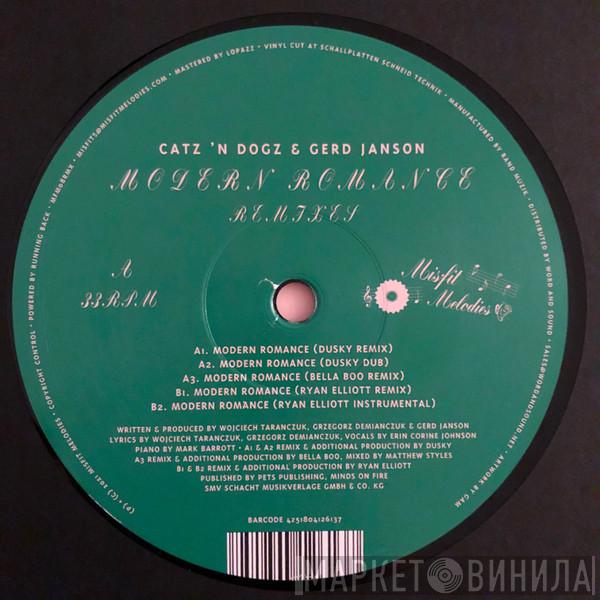 (P)+(C) 2021 MISFIT MELODIES • COPYRIGHT CONTROL • POWERED BY RUNNING BACK • MFM08RMX • MISFITS@MISFITMELODIES.COM • MASTERED BY LOPAZZ • VINYL CUT AT SCHALLPLATTEN SCHNEID TECHNIK • MANUFACTURED BY RAND MUZIK • DISTRIBUTED BY WORD AND SOUND • SALES@WORDANDSOUND.NET • ARTWORK BY GAM
CATZ 'N DOGZ & GERD JANSON
MODERN ROMANCE
REMIXES
A
33RPM
Misfit
Melodies
A1. MODERN ROMANCE (DUSKY REMIX)
A2. MODERN ROMANCE (DUSKY DUB)
A3. MODERN ROMANCE (BELLA BOO REMIX)
B1. MODERN ROMANCE (RYAN ELLIOTT REMIX)
B2. MODERN ROMANCE (RYAN ELLIOTT INSTRUMENTAL)
WRITTEN & PRODUCED BY WOJCIECH TARANCZUK, GRZEGORZ DEMIANCZUK & GERD JANSON
LYRICS BY WOJCIECH TARANCZUK, GRZEGORZ DEMIANCZUK, VOCALS BY ERIN CORINE JOHNSON
PIANO BY MARK BARROTT • A1 & A2 REMIX & ADDITIONAL PRODUCTION BY DUSKY
A3 REMIX & ADDITIONAL PRODUCTION BY BELLA BOO, MIXED BY MATTHEW STYLES
B1 & B2 REMIX & ADDITIONAL PRODUCTION BY RYAN ELLIOTT
PUBLISHED BY PETS PUBLISHING, MINDS ON FIRE
SMV SCHACHT MUSIKVERLAGE GMBH & CO. KG
BARCODE 4251804126137
МАРКЕТ ВИНИЛА